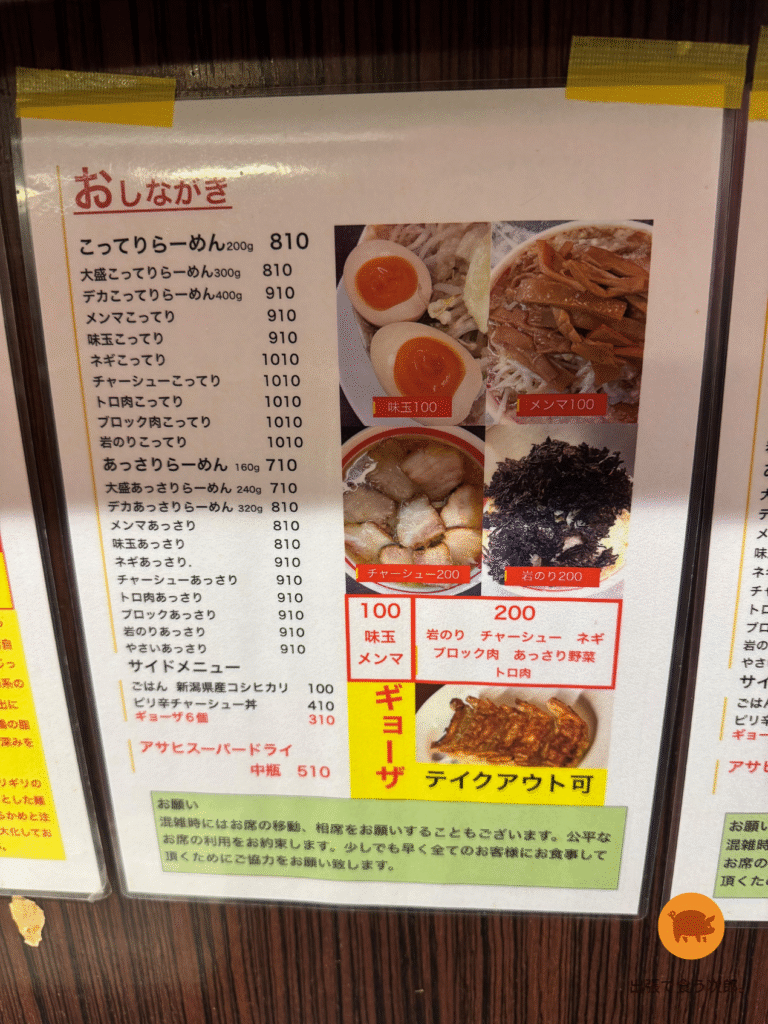 おしながき
こってりらーめん200g 810
大盛こってりらーめん300g 810
デカこってりらーめん400g 910
メンマこってり 910
味玉こってり 910
ネギこってり 1010
チャーシューこってり 1010
トロ肉こってり 1010
ブロック肉こってり 1010
岩のりこってり 1010
あっさりらーめん 160g 710
大盛あっさりらーめん 240g 710
デカあっさりらーめん 320g 810
メンマあっさり 810
味玉あっさり 810
ネギあっさり. 910
チャーシューあっさり 910
トロ肉あっさり 910
ブロックあっさり 910
岩のりあっさり 910
やさいあっさり 910
サイドメニュー
ごはん 新潟県産コシヒカリ 100
ピリ辛チャーシュー丼 410
ギョーザ6個 310
アサヒスーパードライ
中瓶 510
味玉100
メンマ100
チャーシュー200
岩のり200
100
味玉
メンマ
200
岩のり チャーシュー ネギ
ブロック肉 あっさり野菜
トロ肉
ギョーザ
テイクアウト可
お願い
混雑時にはお席の移動、相席をお願いすることもございます。公平な
お席の利用をお約束します。少しでも早く全てのお客様にお食事して
頂くためにご協力をお願い致します。